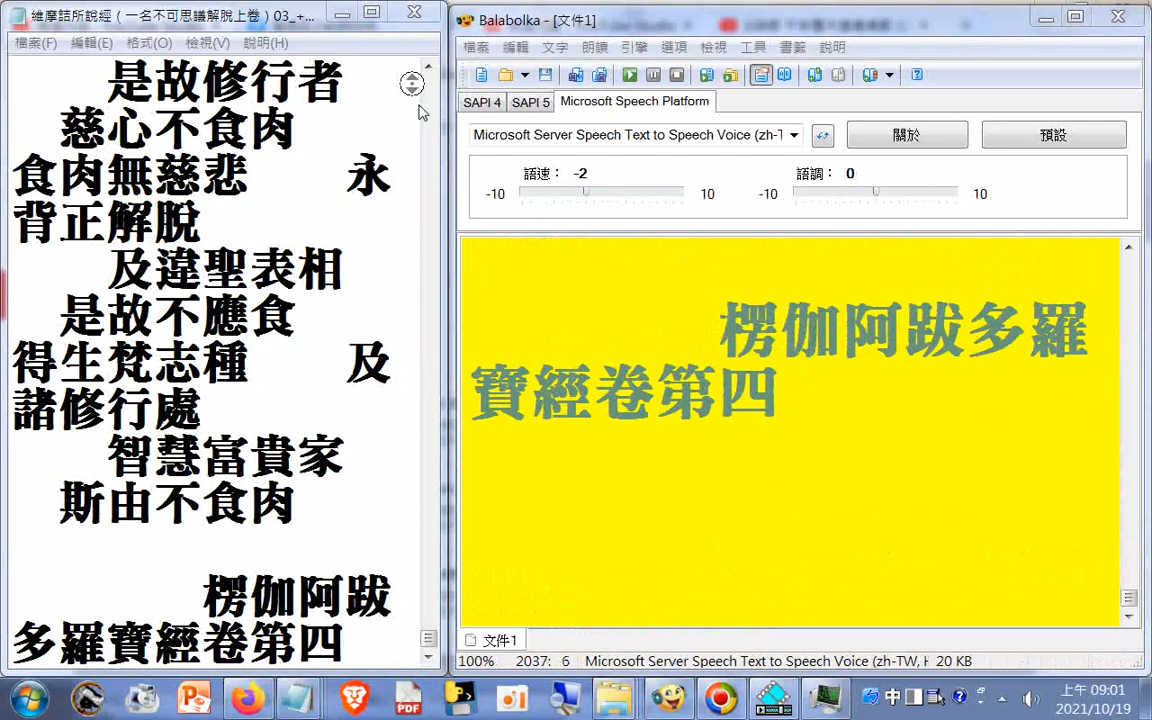 維摩詰所說經（一名不可思議解脫上卷）03_+...
檔案(F) 編輯(E) 格式(O) 檢視(V) 說明(H)
是故修行者
慈心不食肉
食肉無慈悲 永
背正解脫
及違聖表相
是故不應食
得生梵志種 及
諸修行處
智慧富貴家
斯由不食肉
楞伽阿跋
多羅寶經卷第四
Balabolka - [文件1]
檔案 編輯 文字 朗讀 引擎 選項 檢視 工具 書籤 說明
SAPI 4 SAPI 5 Microsoft Speech Platform
Microsoft Server Speech Text to Speech Voice (zh-T
關於 預設
語速： -2 語調： 0
-10 10 -10 10
楞伽阿跋多羅
寶經卷第四
文件1
100% 2037: 6 Microsoft Server Speech Text to Speech Voice (zh-TW, H 20 KB
中
上午 09:01
2021/10/19